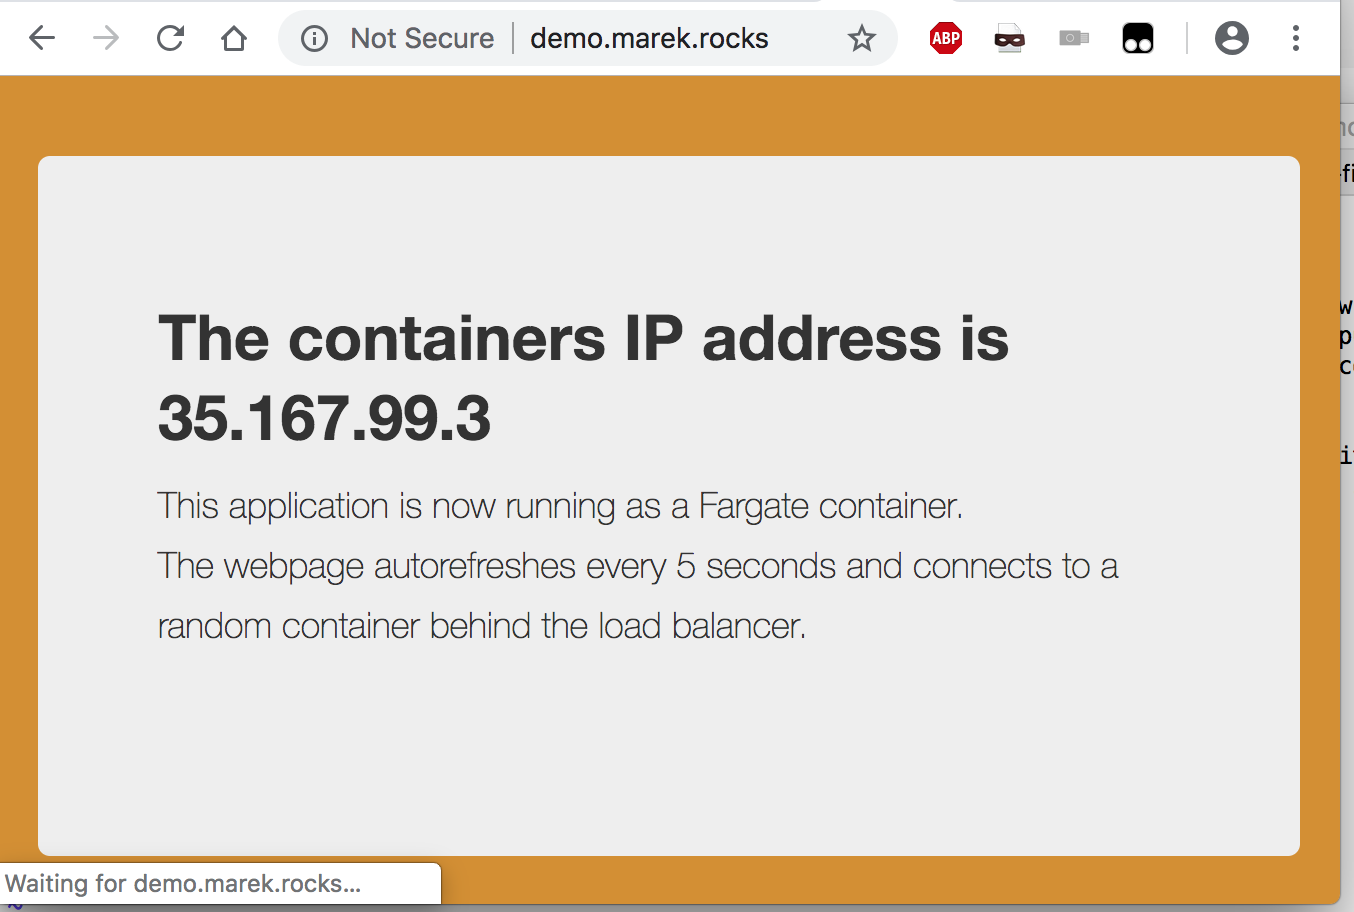 Not Secure | demo.marek.rocks
ABP
The containers IP address is
35.167.99.3
This application is now running as a Fargate container.
The webpage autorefreshes every 5 seconds and connects to a
random container behind the load balancer.
Waiting for demo.marek.rocks...